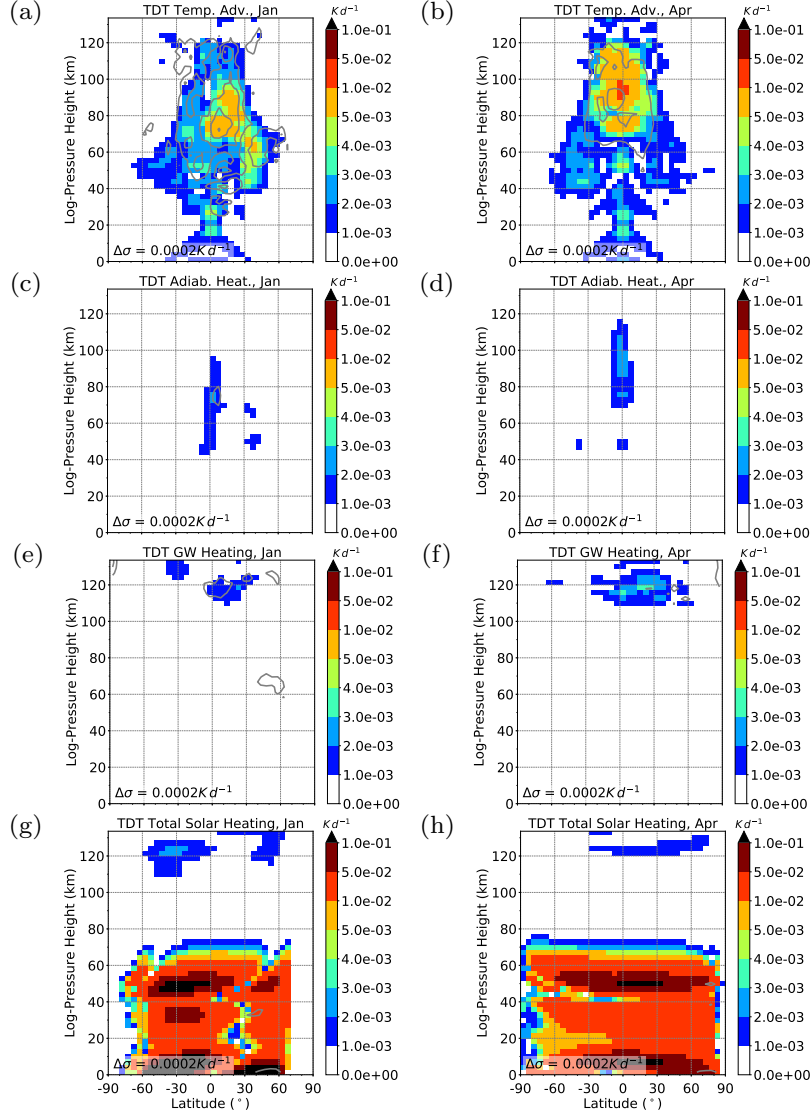 (a)
TDT Temp. Adv., Jan
K d⁻¹
1.0e-01
5.0e-02
1.0e-02
5.0e-03
4.0e-03
3.0e-03
2.0e-03
1.0e-03
0.0e+00
Log-Pressure Height (km)
120
100
80
60
40
20
0
Δσ = 0.0002K d⁻¹
(b)
TDT Temp. Adv., Apr
K d⁻¹
1.0e-01
5.0e-02
1.0e-02
5.0e-03
4.0e-03
3.0e-03
2.0e-03
1.0e-03
0.0e+00
Log-Pressure Height (km)
120
100
80
60
40
20
0
Δσ = 0.0002K d⁻¹
(c)
TDT Adiab. Heat., Jan
K d⁻¹
1.0e-01
5.0e-02
1.0e-02
5.0e-03
4.0e-03
3.0e-03
2.0e-03
1.0e-03
0.0e+00
Log-Pressure Height (km)
120
100
80
60
40
20
0
Δσ = 0.0002K d⁻¹
(d)
TDT Adiab. Heat., Apr
K d⁻¹
1.0e-01
5.0e-02
1.0e-02
5.0e-03
4.0e-03
3.0e-03
2.0e-03
1.0e-03
0.0e+00
Log-Pressure Height (km)
120
100
80
60
40
20
0
Δσ = 0.0002K d⁻¹
(e)
TDT GW Heating, Jan
K d⁻¹
1.0e-01
5.0e-02
1.0e-02
5.0e-03
4.0e-03
3.0e-03
2.0e-03
1.0e-03
0.0e+00
Log-Pressure Height (km)
120
100
80
60
40
20
0
Δσ = 0.0002K d⁻¹
(f)
TDT GW Heating, Apr
K d⁻¹
1.0e-01
5.0e-02
1.0e-02
5.0e-03
4.0e-03
3.0e-03
2.0e-03
1.0e-03
0.0e+00
Log-Pressure Height (km)
120
100
80
60
40
20
0
Δσ = 0.0002K d⁻¹
(g)
TDT Total Solar Heating, Jan
K d⁻¹
1.0e-01
5.0e-02
1.0e-02
5.0e-03
4.0e-03
3.0e-03
2.0e-03
1.0e-03
0.0e+00
Log-Pressure Height (km)
120
100
80
60
40
20
0
Δσ = 0.0002K d⁻¹
-90 -60 -30 0 30 60 90
Latitude (°)
(h)
TDT Total Solar Heating, Apr
K d⁻¹
1.0e-01
5.0e-02
1.0e-02
5.0e-03
4.0e-03
3.0e-03
2.0e-03
1.0e-03
0.0e+00
Log-Pressure Height (km)
120
100
80
60
40
20
0
Δσ = 0.0002K d⁻¹
-90 -60 -30 0 30 60 90
Latitude (°)